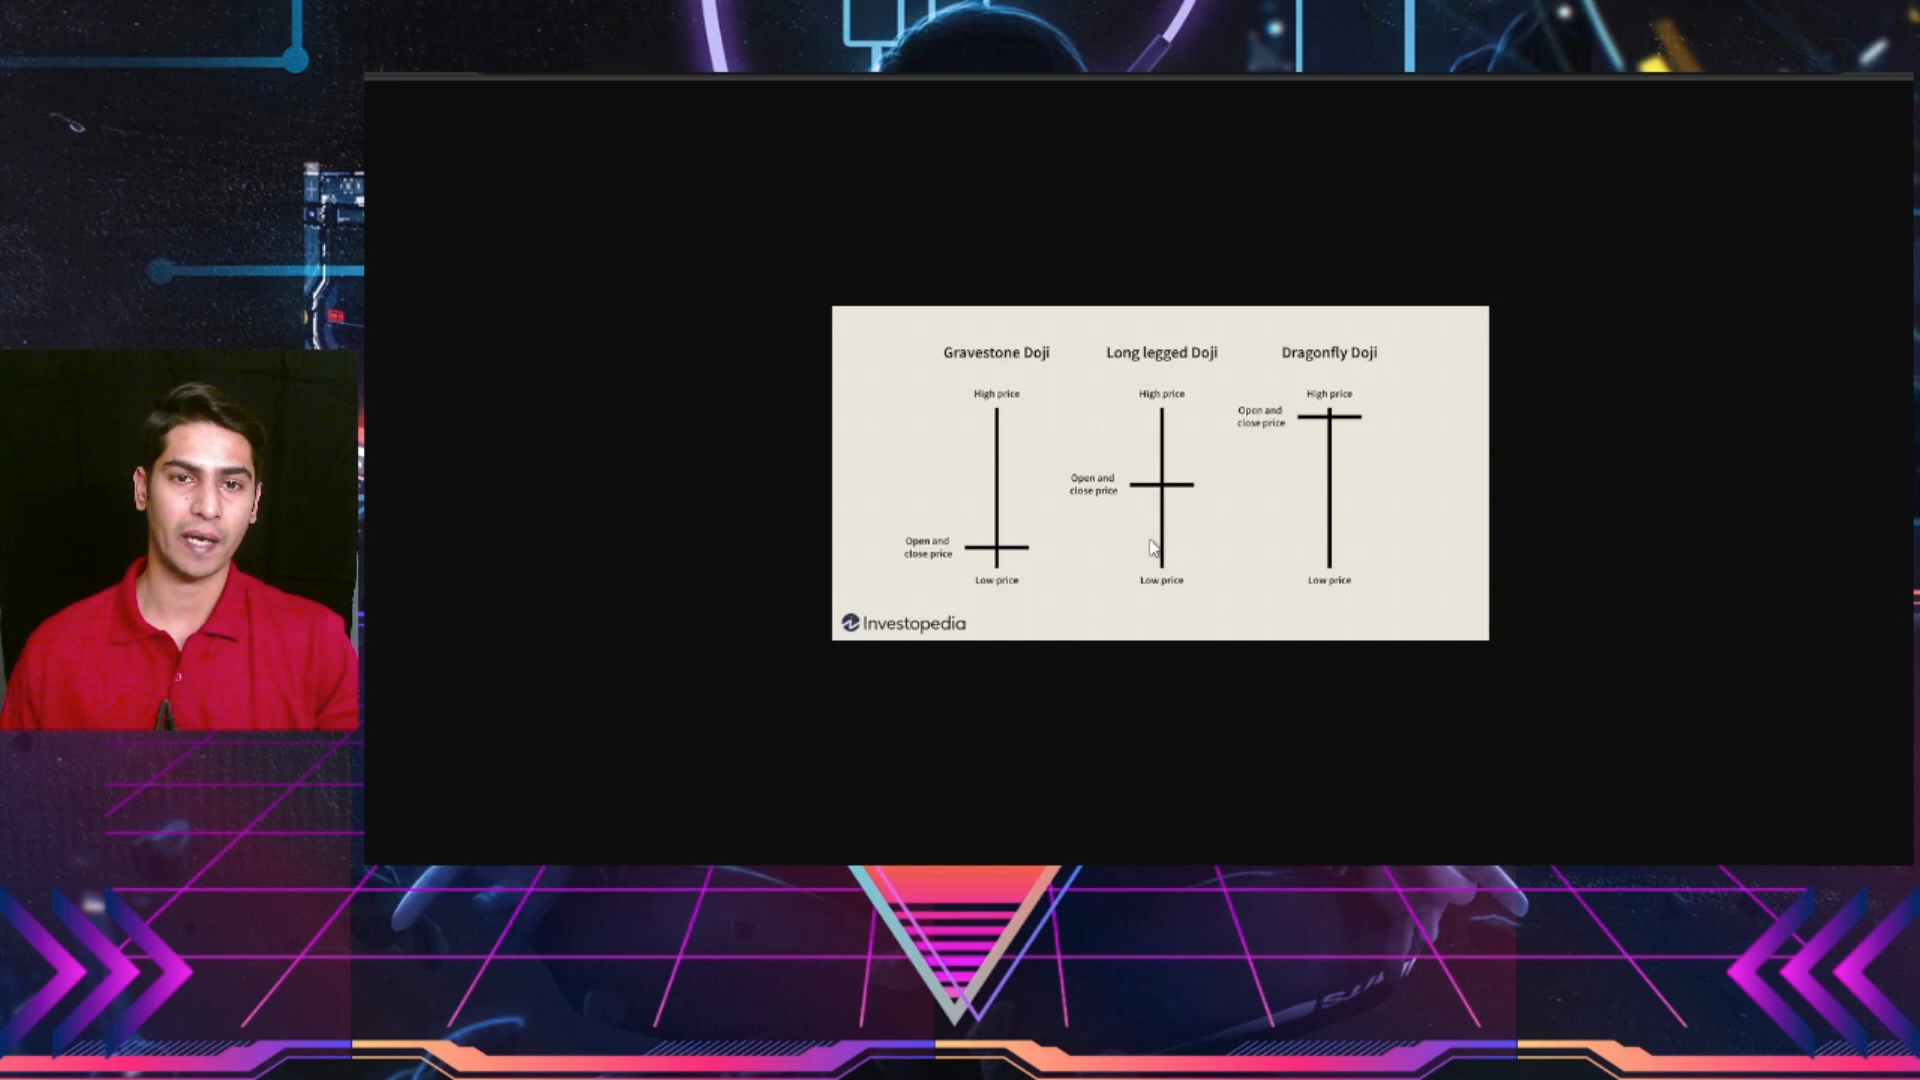 Gravestone Doji
Long legged Doji
Dragonfly Doji
High price
High price
High price
Open and
close price
Open and
close price
Open and
close price
Low price
Low price
Low price
Investopedia